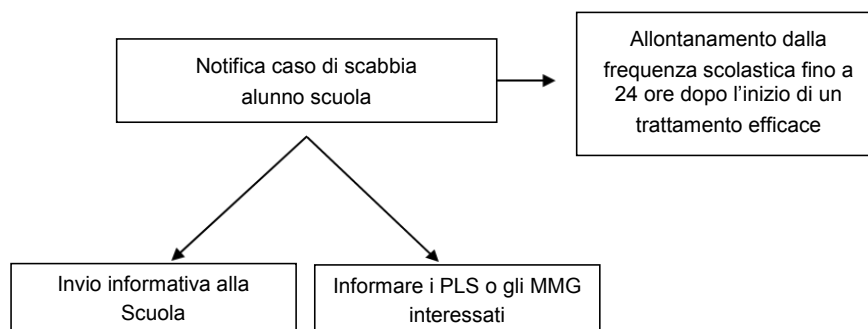 Notifica caso di scabbia
alunno scuola
Allontanamento dalla
frequenza scolastica fino a
24 ore dopo l’inizio di un
trattamento efficace
Invio informativa alla
Scuola
Informare i PLS o gli MMG
interessati